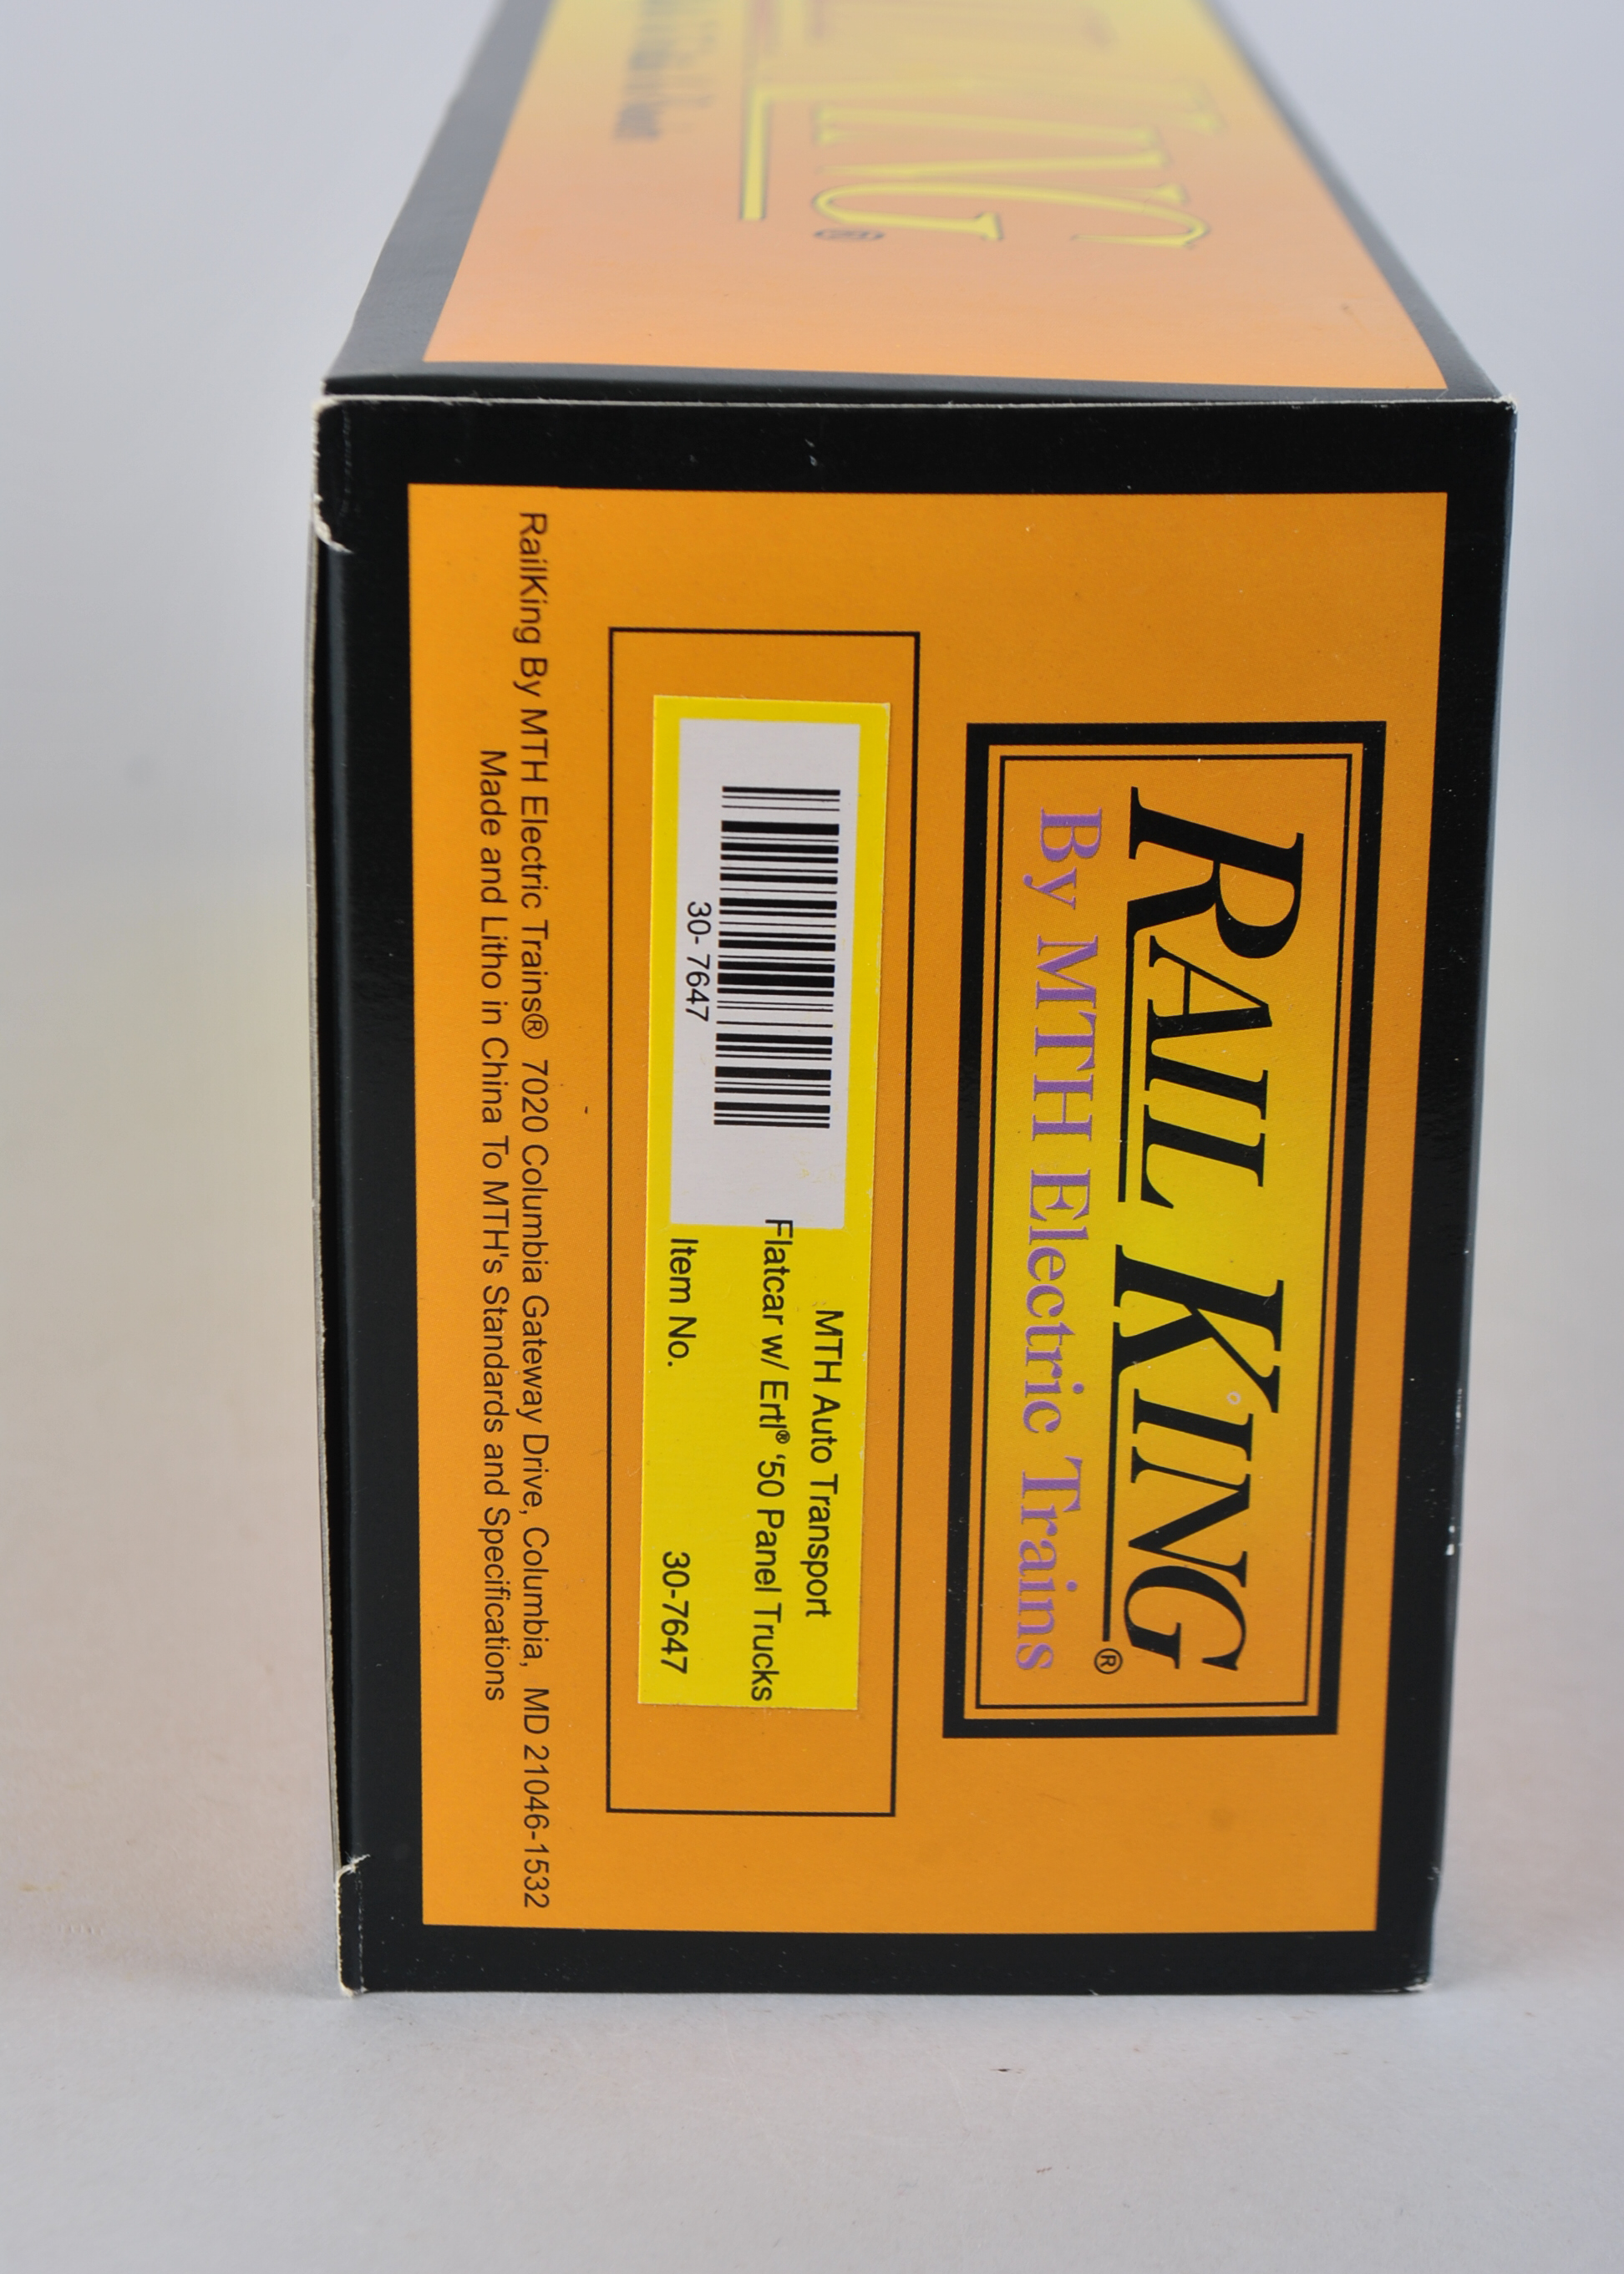 KING®
RAIL KING®
By MTH Electric Trains
MTH Auto Transport
Flatcar w/ Ertl® '50 Panel Trucks
30- 7647
Item No. 30-7647
RailKing By MTH Electric Trains® 7020 Columbia Gateway Drive, Columbia, MD 21046-1532
Made and Litho in China To MTH's Standards and Specifications